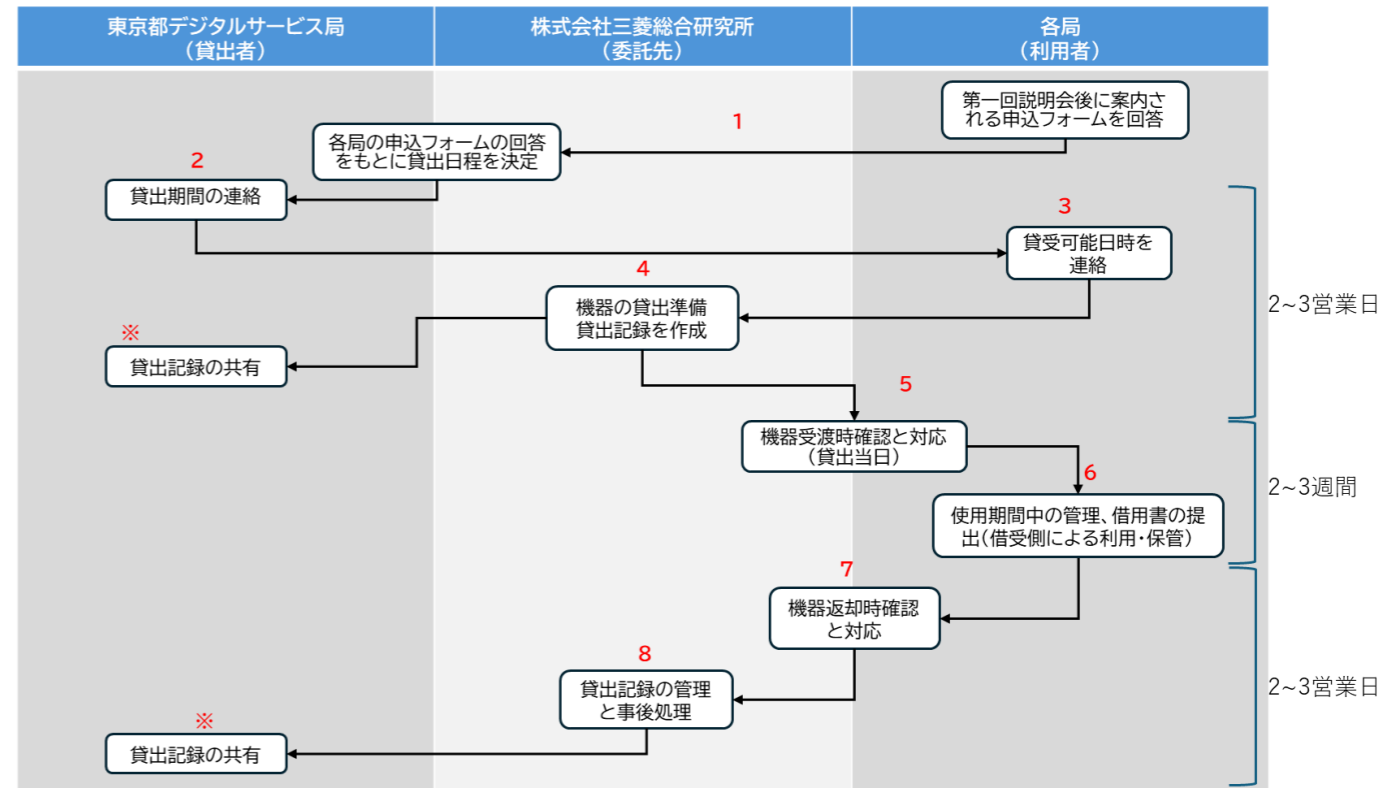 東京都デジタルサービス局
（貸出者）
株式会社三菱総合研究所
（委託先）
各局
（利用者）
第一回説明会後に案内さ
れる申込フォームを回答
1
各局の申込フォームの回答
をもとに貸出日程を決定
2
貸出期間の連絡
3
貸受可能日時を
連絡
4
機器の貸出準備
貸出記録を作成
2~3営業日
※
貸出記録の共有
5
機器受渡時確認と対応
（貸出当日）
6
使用期間中の管理、借用書の提
出（借受側による利用・保管）
2~3週間
7
機器返却時確認
と対応
8
貸出記録の管理
と事後処理
2~3営業日
※
貸出記録の共有